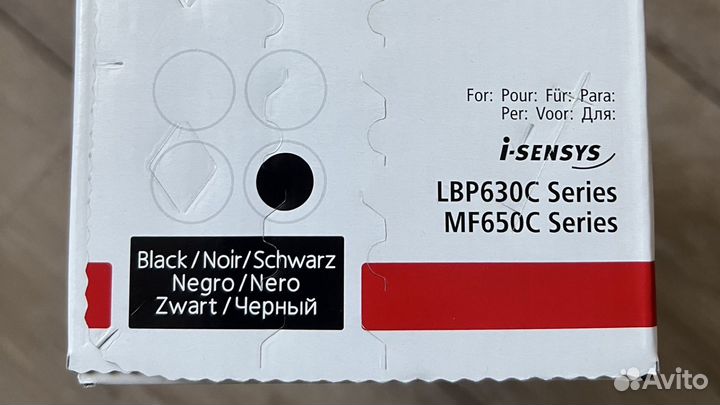 For: Pour: Für: Para:
Per: Voor: Для:
i-SENSYS
LBP630C Series
MF650C Series
Black/Noir/Schwarz
Negro/Nero
Zwart/Черный
Avito